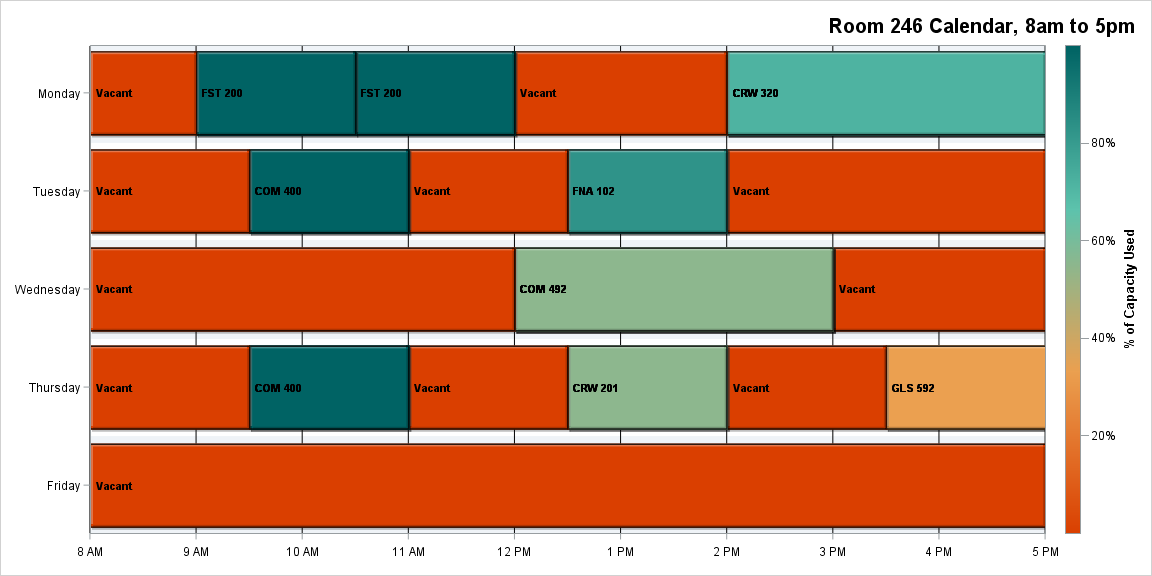 Room 246 Calendar, 8am to 5pm
Monday
Vacant
FST 200
FST 200
Vacant
CRW 320
Tuesday
Vacant
COM 400
Vacant
FNA 102
Vacant
Wednesday
Vacant
COM 492
Vacant
Thursday
Vacant
COM 400
Vacant
CRW 201
Vacant
GLS 592
Friday
Vacant
8 AM
9 AM
10 AM
11 AM
12 PM
1 PM
2 PM
3 PM
4 PM
5 PM
80%
60%
40%
20%
% of Capacity Used